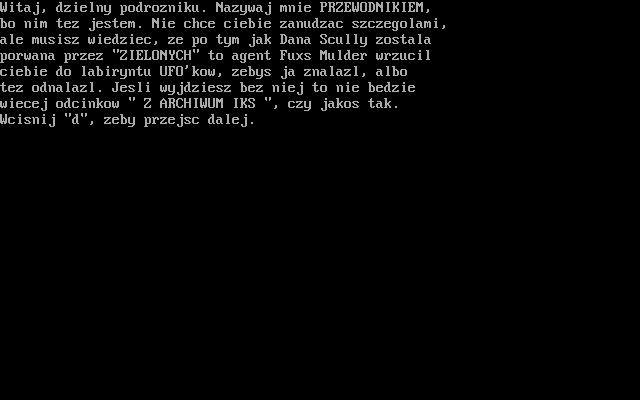 Witaj, dzielny podrozniku. Nazywaj mnie PRZEWODNIKIEM,
bo nim tez jestem. Nie chce ciebie zanudzac szczegolami,
ale musisz wiedziec, ze po tym jak Dana Scully zostala
porwana przez "ZIELONYCH" to agent Fuxs Mulder wrzucil
ciebie do labiryntu UFO'kow, zebys ja znalazl, albo
tez odnalazl. Jesli wyjdziesz bez niej to nie bedzie
wiecej odcinkow " Z ARCHIWUM IKS ", czy jakos tak.
Wcisnij "d", zeby przejsc dalej.